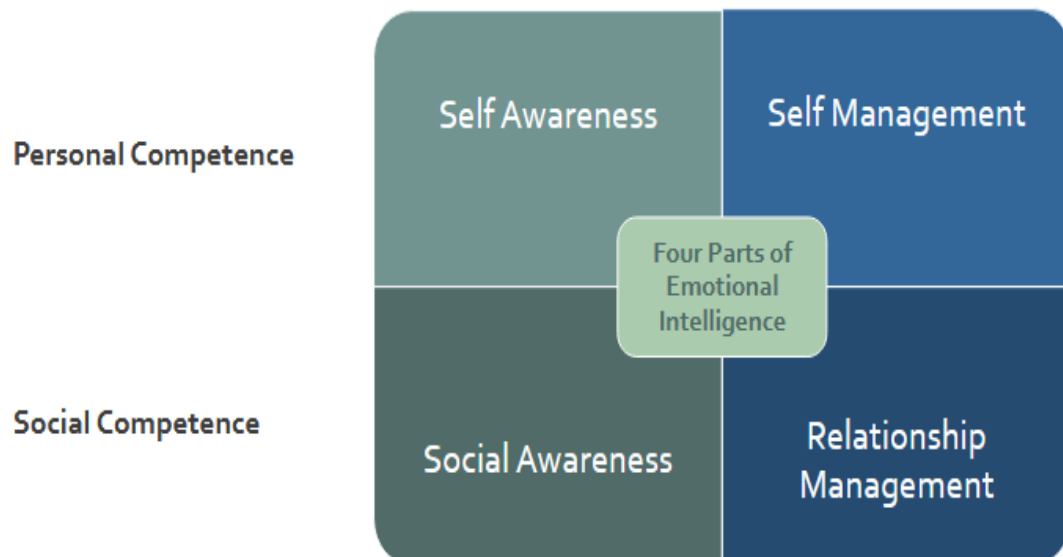 Self Awareness
Self Management
Personal Competence
Four Parts of
Emotional
Intelligence
Social Competence
Social Awareness
Relationship
Management